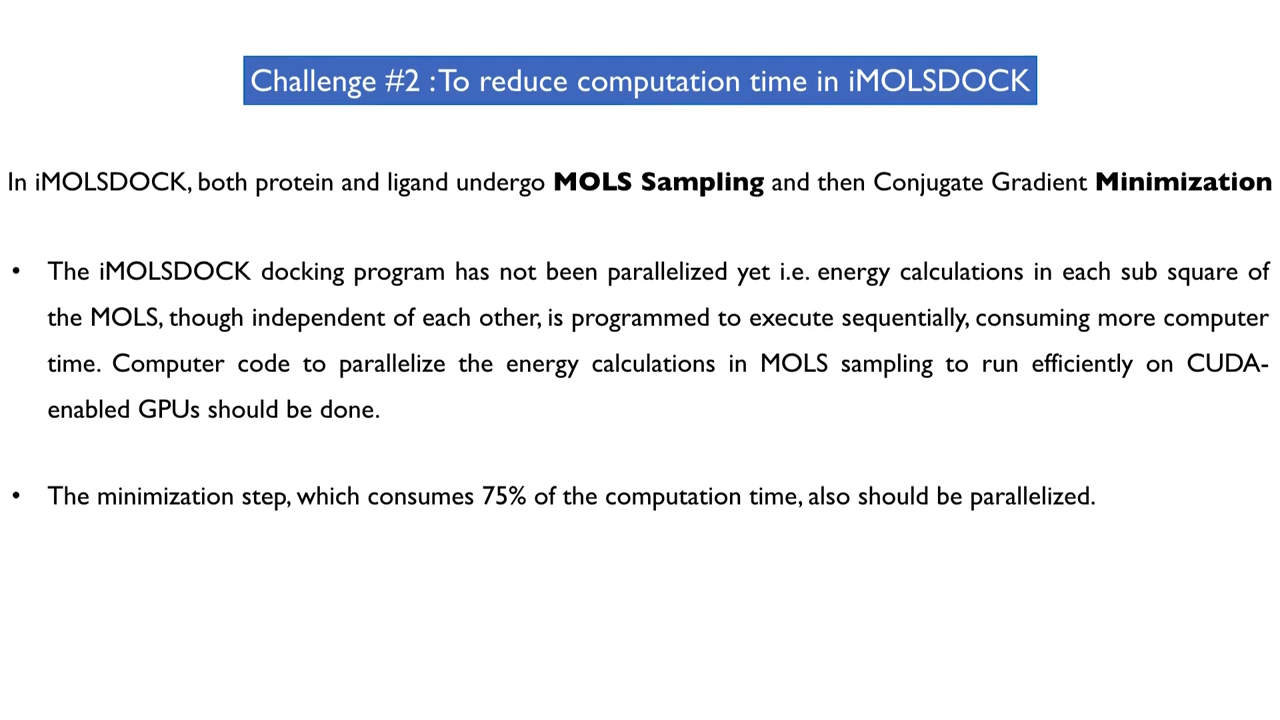 Challenge #2 : To reduce computation time in iMOLSDOCK
In iMOLSDOCK, both protein and ligand undergo MOLS Sampling and then Conjugate Gradient Minimization
• The iMOLSDOCK docking program has not been parallelized yet i.e. energy calculations in each sub square of
the MOLS, though independent of each other, is programmed to execute sequentially, consuming more computer
time. Computer code to parallelize the energy calculations in MOLS sampling to run efficiently on CUDA-
enabled GPUs should be done.
• The minimization step, which consumes 75% of the computation time, also should be parallelized.